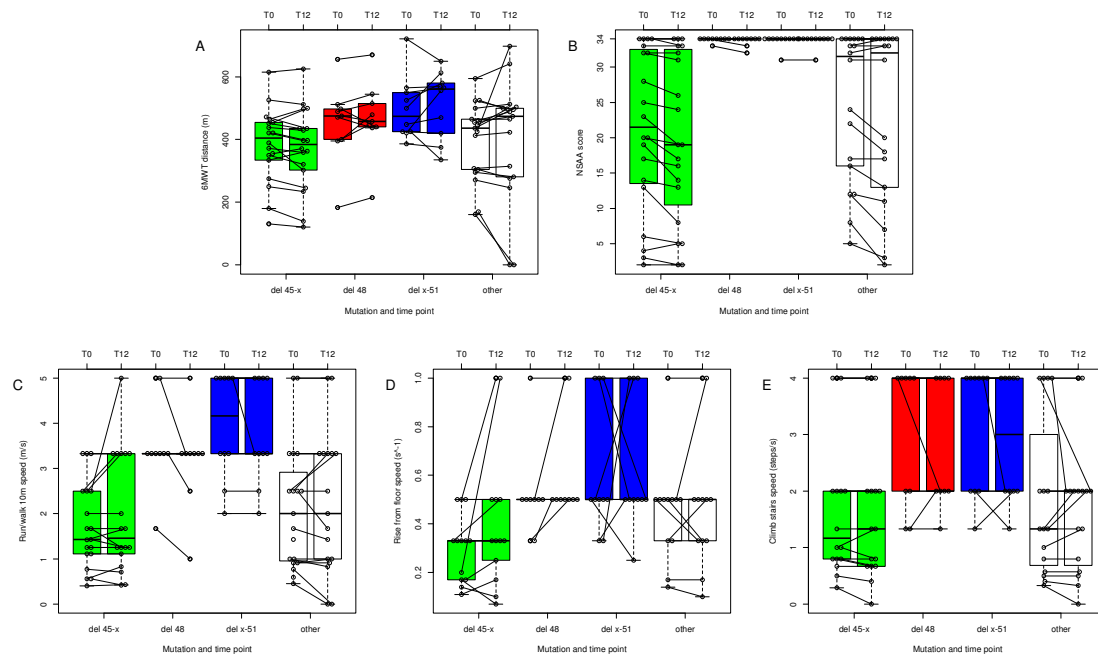 T0 T12 T0 T12 T0 T12 T0 T12
A
6MWT distance (m)
0 200 400 600
del 45-x del 48 del x-51 other
Mutation and time point
T0 T12 T0 T12 T0 T12 T0 T12
B
NSAA score
5 10 15 20 25 30 34
del 45-x del 48 del x-51 other
Mutation and time point
T0 T12 T0 T12 T0 T12 T0 T12
C
Run/walk 10m speed (m/s)
0 1 2 3 4 5
del 45-x del 48 del x-51 other
Mutation and time point
T0 T12 T0 T12 T0 T12 T0 T12
D
Rise from floor speed (s^-1)
0.2 0.4 0.6 0.8 1.0
del 45-x del 48 del x-51 other
Mutation and time point
T0 T12 T0 T12 T0 T12 T0 T12
E
Climb stairs speed (steps/s)
0 1 2 3 4
del 45-x del 48 del x-51 other
Mutation and time point